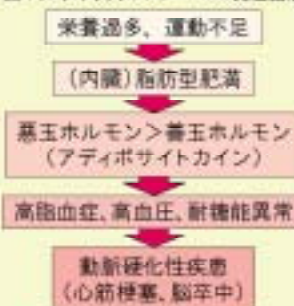 栄養過多、運動不足
（内臓）脂肪型肥満
悪玉ホルモン＞善玉ホルモン
（アディポサイトカイン）
高脂血症、高血圧、耐糖能異常
動脈硬化性疾患
（心筋梗塞、脳卒中）